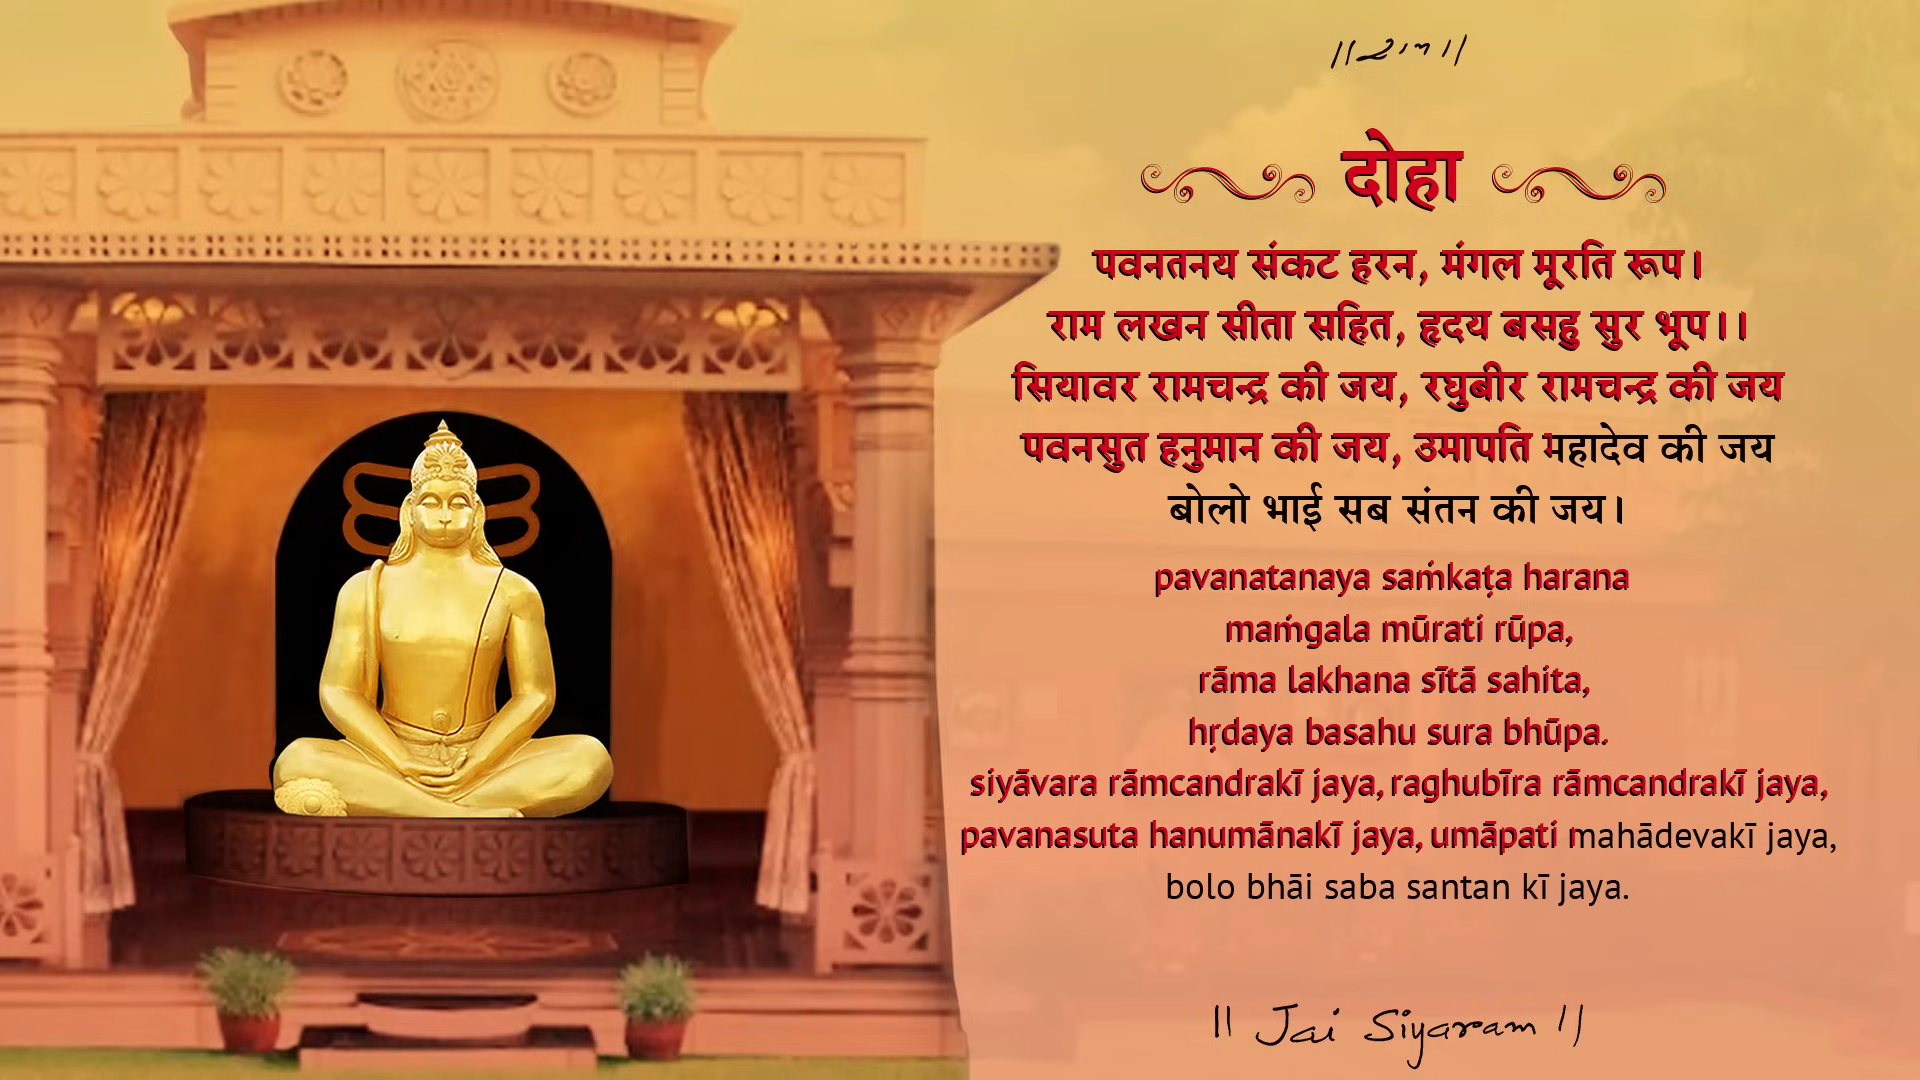 ||राम||
दोहा
पवनतनय संकट हरन, मंगल मूरति रूप।
राम लखन सीता सहित, हृदय बसहु सुर भूप।।
सियावर रामचन्द्र की जय, रघुबीर रामचन्द्र की जय
पवनसुत हनुमान की जय, उमापति महादेव की जय
बोलो भाई सब संतन की जय।
pavanatanaya saṁkaṭa harana
maṁgala mūrati rūpa,
rāma lakhana sītā sahita,
hṛdaya basahu sura bhūpa.
siyāvara rāmcandrakī jaya, raghubīra rāmcandrakī jaya,
pavanasuta hanumānakī jaya, umāpati mahādevakī jaya,
bolo bhāi saba santan kī jaya.
|| Jai Siyaram ||